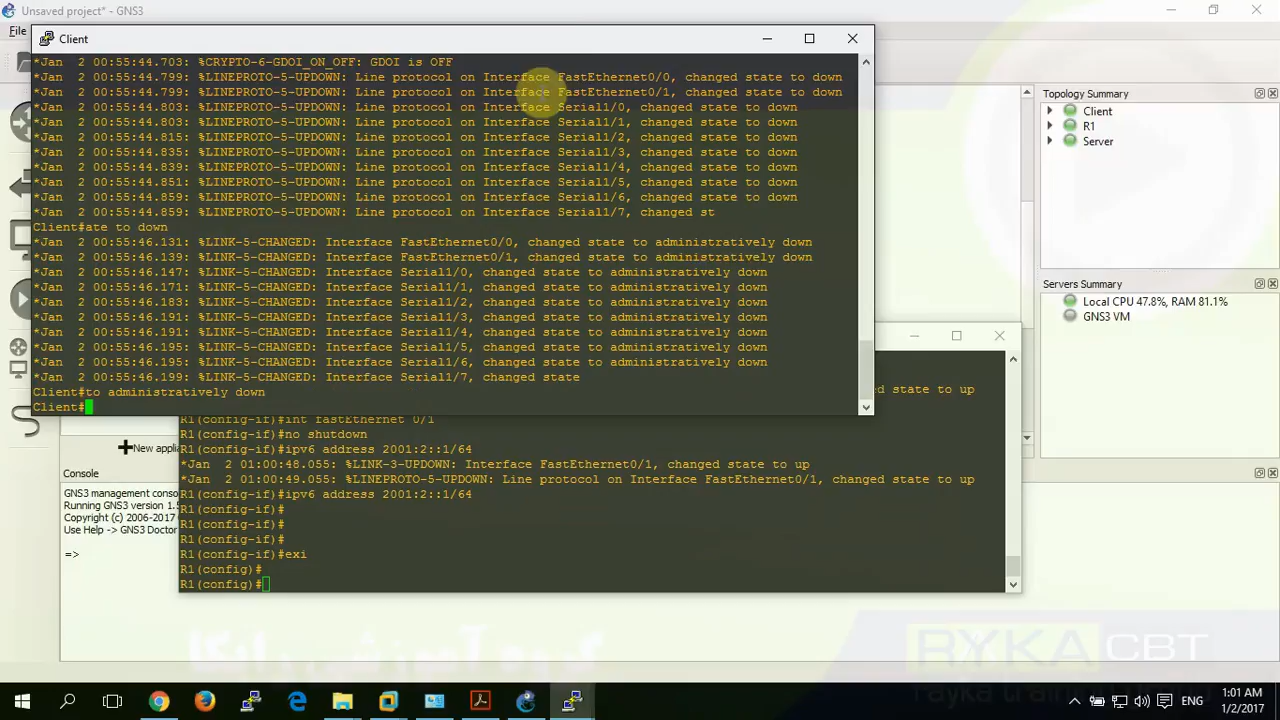 Unsaved project* - GNS3
File
Client
*Jan  2 00:55:44.703: %CRYPTO-6-GDOI_ON_OFF: GDOI is OFF
*Jan  2 00:55:44.799: %LINEPROTO-5-UPDOWN: Line protocol on Interface FastEthernet0/0, changed state to down
*Jan  2 00:55:44.799: %LINEPROTO-5-UPDOWN: Line protocol on Interface FastEthernet0/1, changed state to down
*Jan  2 00:55:44.803: %LINEPROTO-5-UPDOWN: Line protocol on Interface Serial1/0, changed state to down
*Jan  2 00:55:44.803: %LINEPROTO-5-UPDOWN: Line protocol on Interface Serial1/1, changed state to down
*Jan  2 00:55:44.815: %LINEPROTO-5-UPDOWN: Line protocol on Interface Serial1/2, changed state to down
*Jan  2 00:55:44.835: %LINEPROTO-5-UPDOWN: Line protocol on Interface Serial1/3, changed state to down
*Jan  2 00:55:44.839: %LINEPROTO-5-UPDOWN: Line protocol on Interface Serial1/4, changed state to down
*Jan  2 00:55:44.851: %LINEPROTO-5-UPDOWN: Line protocol on Interface Serial1/5, changed state to down
*Jan  2 00:55:44.859: %LINEPROTO-5-UPDOWN: Line protocol on Interface Serial1/6, changed state to down
*Jan  2 00:55:44.859: %LINEPROTO-5-UPDOWN: Line protocol on Interface Serial1/7, changed st
Client#ate to down
*Jan  2 00:55:46.131: %LINK-5-CHANGED: Interface FastEthernet0/0, changed state to administratively down
*Jan  2 00:55:46.139: %LINK-5-CHANGED: Interface FastEthernet0/1, changed state to administratively down
*Jan  2 00:55:46.147: %LINK-5-CHANGED: Interface Serial1/0, changed state to administratively down
*Jan  2 00:55:46.171: %LINK-5-CHANGED: Interface Serial1/1, changed state to administratively down
*Jan  2 00:55:46.183: %LINK-5-CHANGED: Interface Serial1/2, changed state to administratively down
*Jan  2 00:55:46.191: %LINK-5-CHANGED: Interface Serial1/3, changed state to administratively down
*Jan  2 00:55:46.191: %LINK-5-CHANGED: Interface Serial1/4, changed state to administratively down
*Jan  2 00:55:46.195: %LINK-5-CHANGED: Interface Serial1/5, changed state to administratively down
*Jan  2 00:55:46.195: %LINK-5-CHANGED: Interface Serial1/6, changed state to administratively down
*Jan  2 00:55:46.199: %LINK-5-CHANGED: Interface Serial1/7, changed state
Client#to administratively down
Client#
Topology Summary
Client
R1
Server
Servers Summary
Local CPU 47.8%, RAM 81.1%
GNS3 VM
ed state to up
R1(config-if)#int fastEthernet 0/1
R1(config-if)#no shutdown
R1(config-if)#ipv6 address 2001:2::1/64
*Jan  2 01:00:48.055: %LINK-3-UPDOWN: Interface FastEthernet0/1, changed state to up
*Jan  2 01:00:49.055: %LINEPROTO-5-UPDOWN: Line protocol on Interface FastEthernet0/1, changed state to up
R1(config-if)#ipv6 address 2001:2::1/64
R1(config-if)#
R1(config-if)#
R1(config-if)#
R1(config-if)#exi
R1(config)#
R1(config)#
New applia
Console
GNS3 management conso
Running GNS3 version 1.5
Copyright (c) 2006-2017
Use Help -> GNS3 Doctor
=>
RYKA CBT
ENG
1:01 AM
1/2/2017